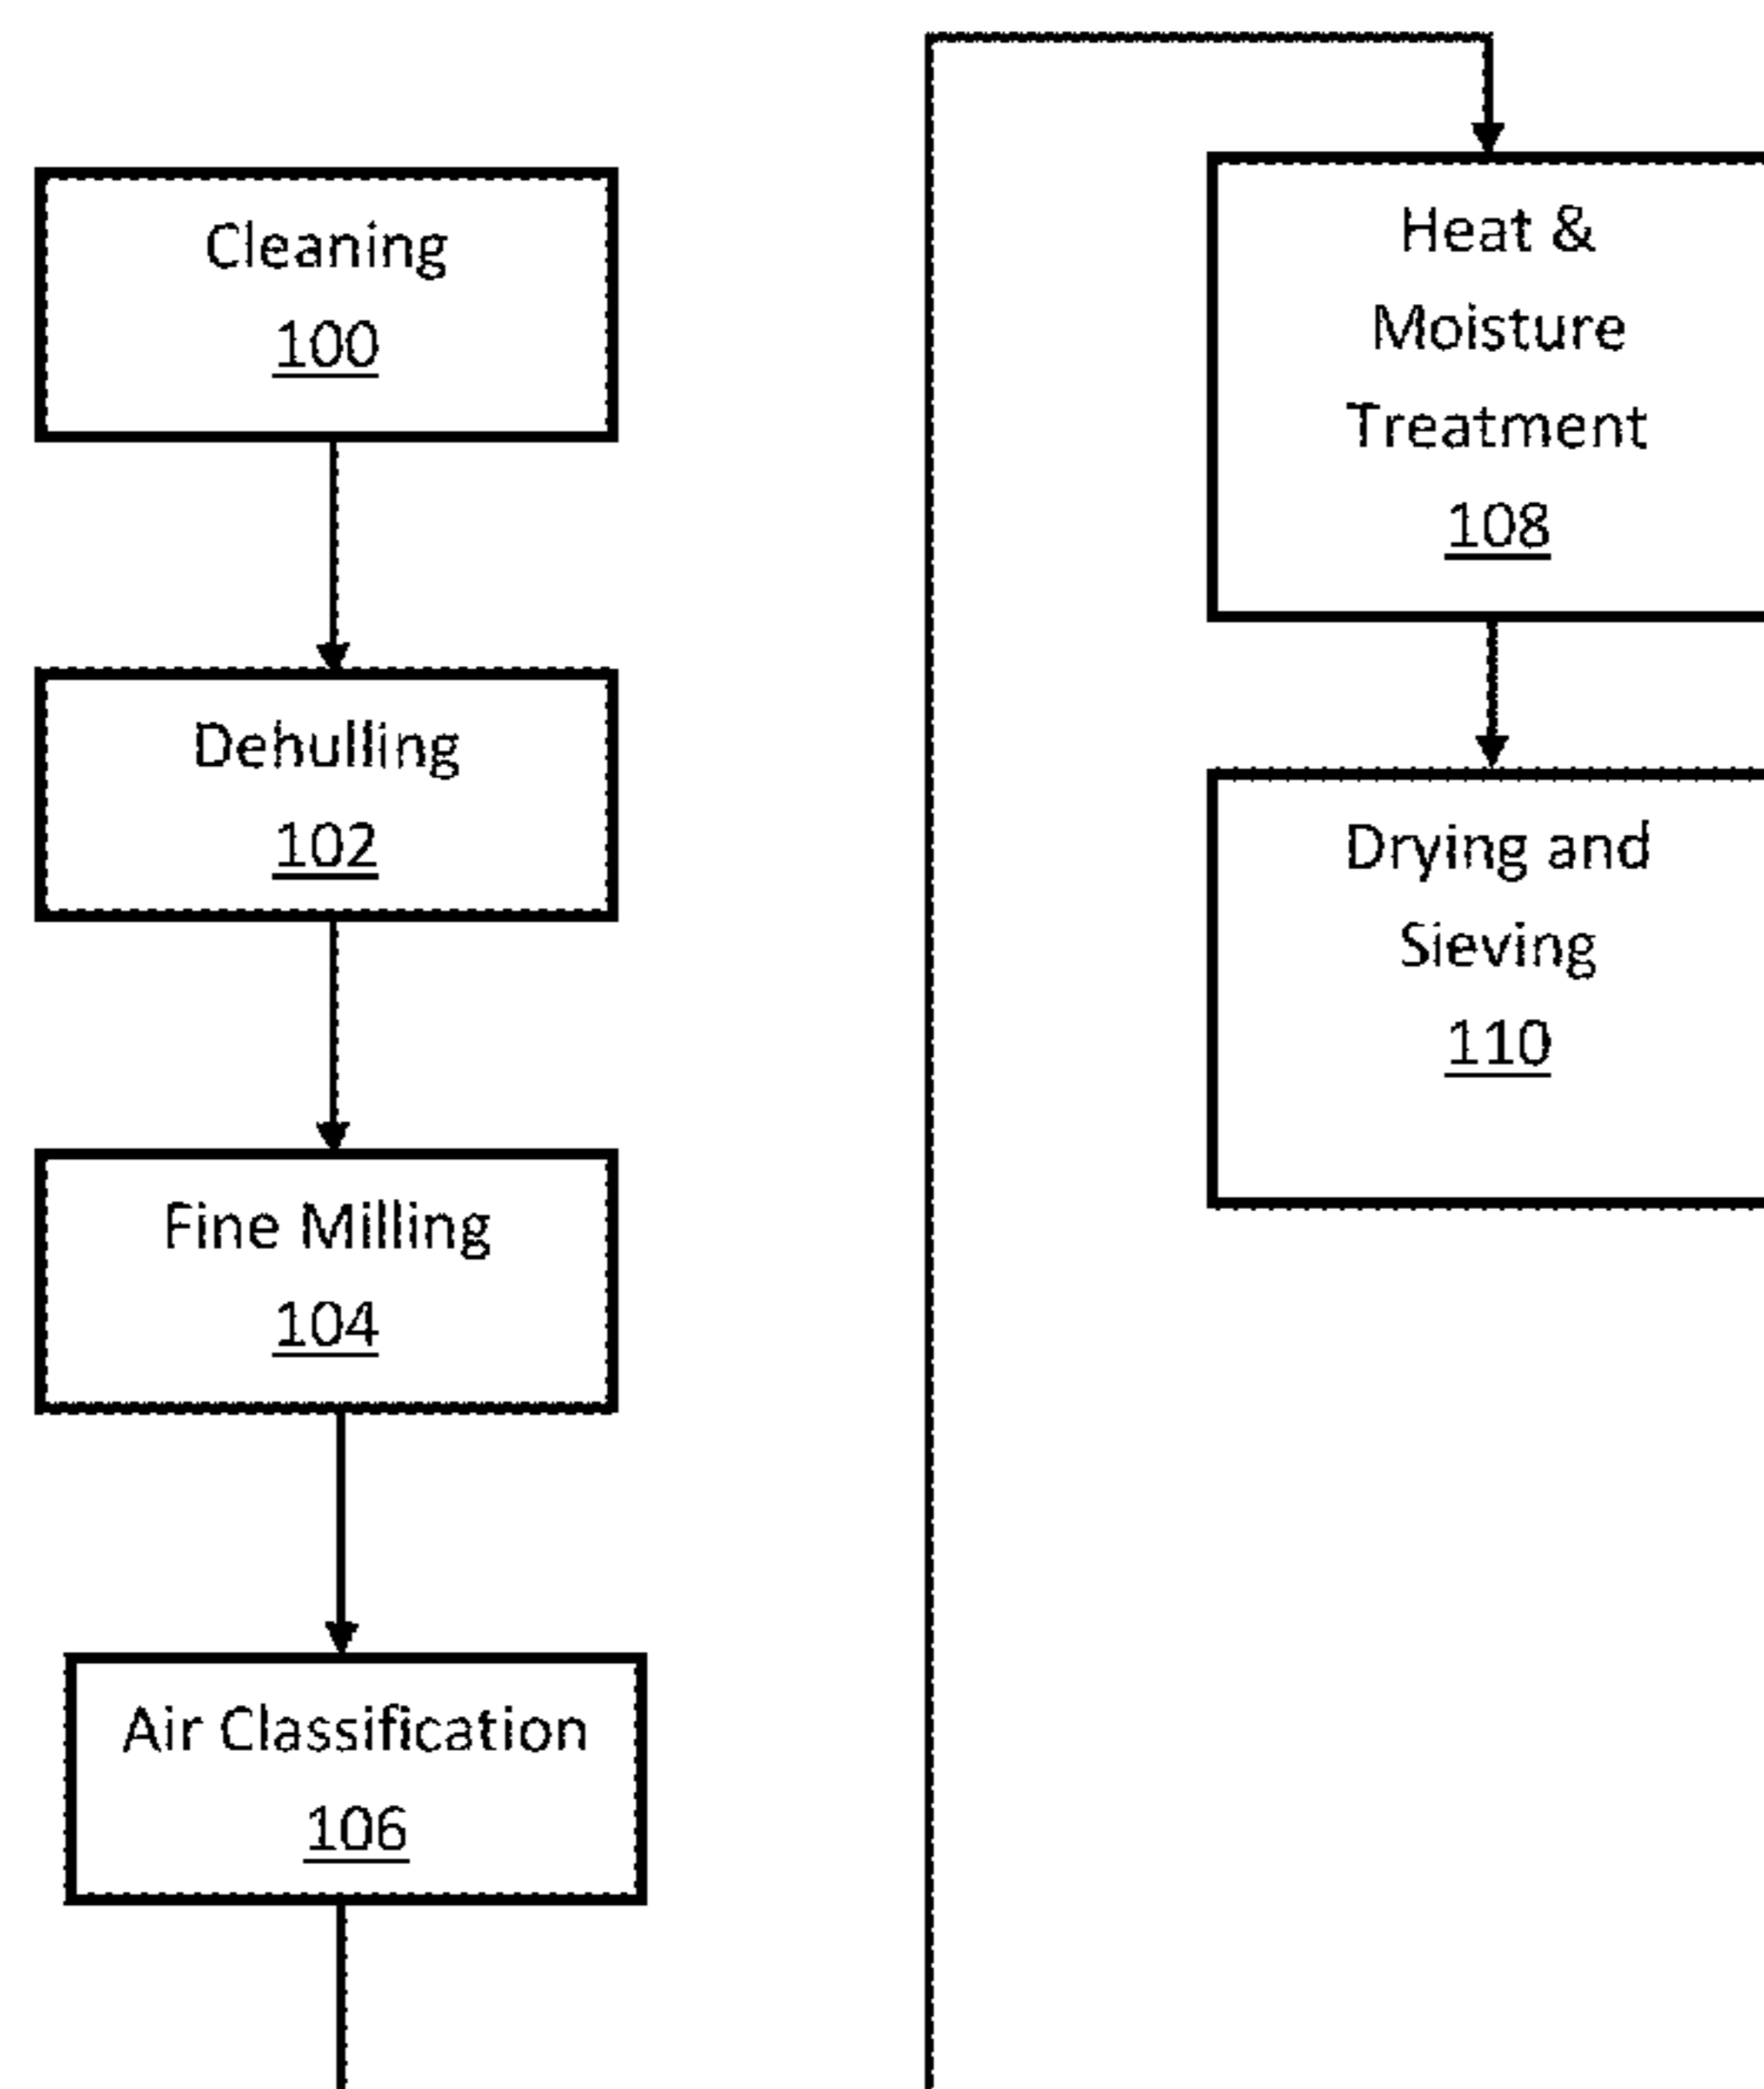 Cleaning
100
Dehulling
102
Fine Milling
104
Air Classification
106
Heat &
Moisture
Treatment
108
Drying and
Sieving
110